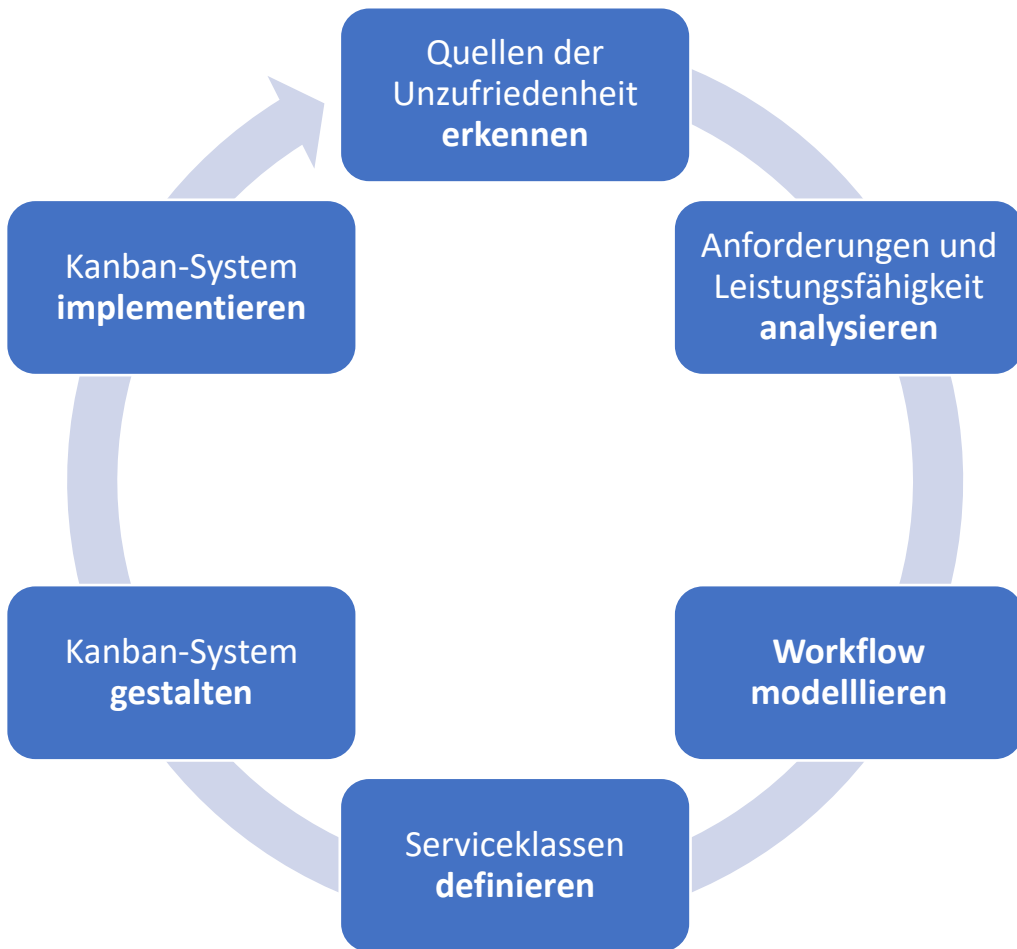 Quellen der
Unzufriedenheit
erkennen
Anforderungen und
Leistungsfähigkeit
analysieren
Workflow
modelllieren
Serviceklassen
definieren
Kanban-System
gestalten
Kanban-System
implementieren